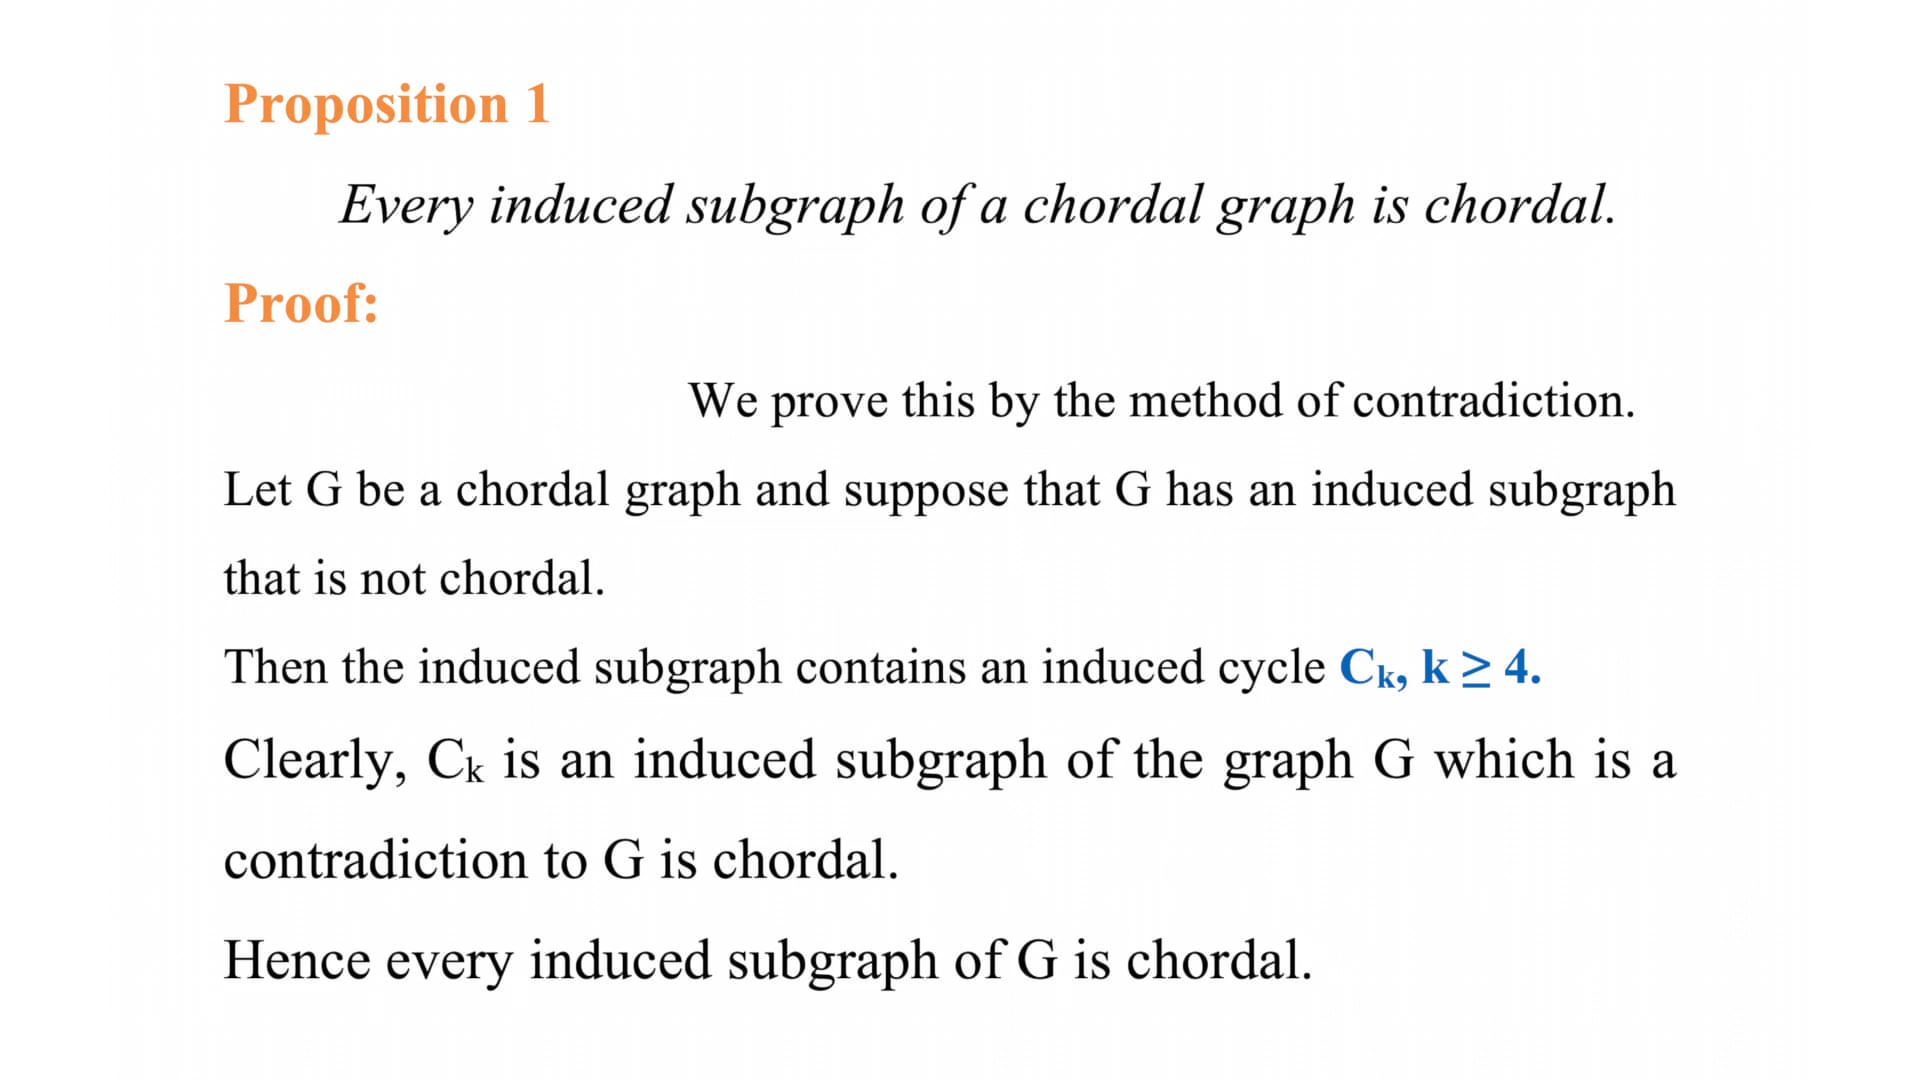 Proposition 1
Every induced subgraph of a chordal graph is chordal.
Proof:
We prove this by the method of contradiction.
Let G be a chordal graph and suppose that G has an induced subgraph
that is not chordal.
Then the induced subgraph contains an induced cycle Cₖ, k ≥ 4.
Clearly, Cₖ is an induced subgraph of the graph G which is a
contradiction to G is chordal.
Hence every induced subgraph of G is chordal.